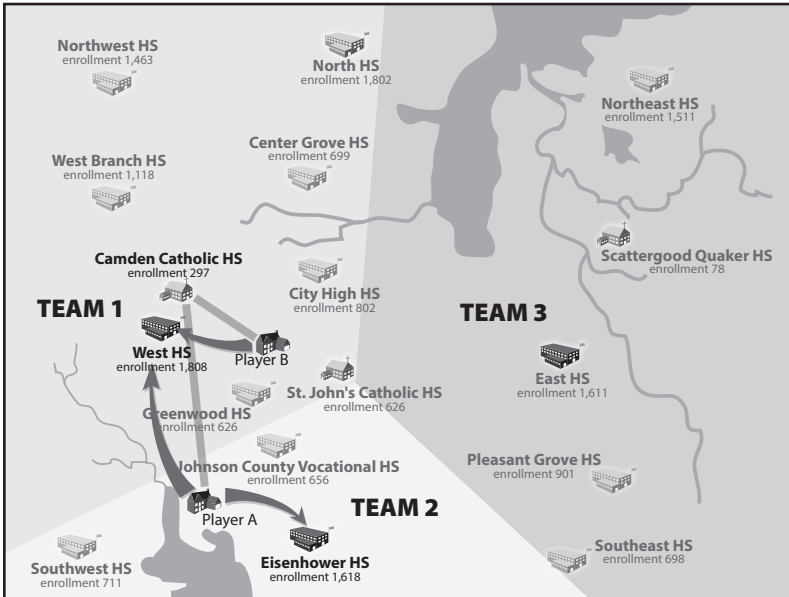 Northwest HS
enrollment 1,463
North HS
enrollment 1,802
Northeast HS
enrollment 1,511
Center Grove HS
enrollment 699
West Branch HS
enrollment 1,118
Camden Catholic HS
enrollment 297
Scattergood Quaker HS
enrollment 78
City High HS
enrollment 802
TEAM 1
TEAM 3
West HS
enrollment 1,808
Player B
East HS
enrollment 1,611
St. John's Catholic HS
enrollment 626
Greenwood HS
enrollment 626
Johnson County Vocational HS
enrollment 656
Pleasant Grove HS
enrollment 901
TEAM 2
Player A
Southwest HS
enrollment 711
Eisenhower HS
enrollment 1,618
Southeast HS
enrollment 698